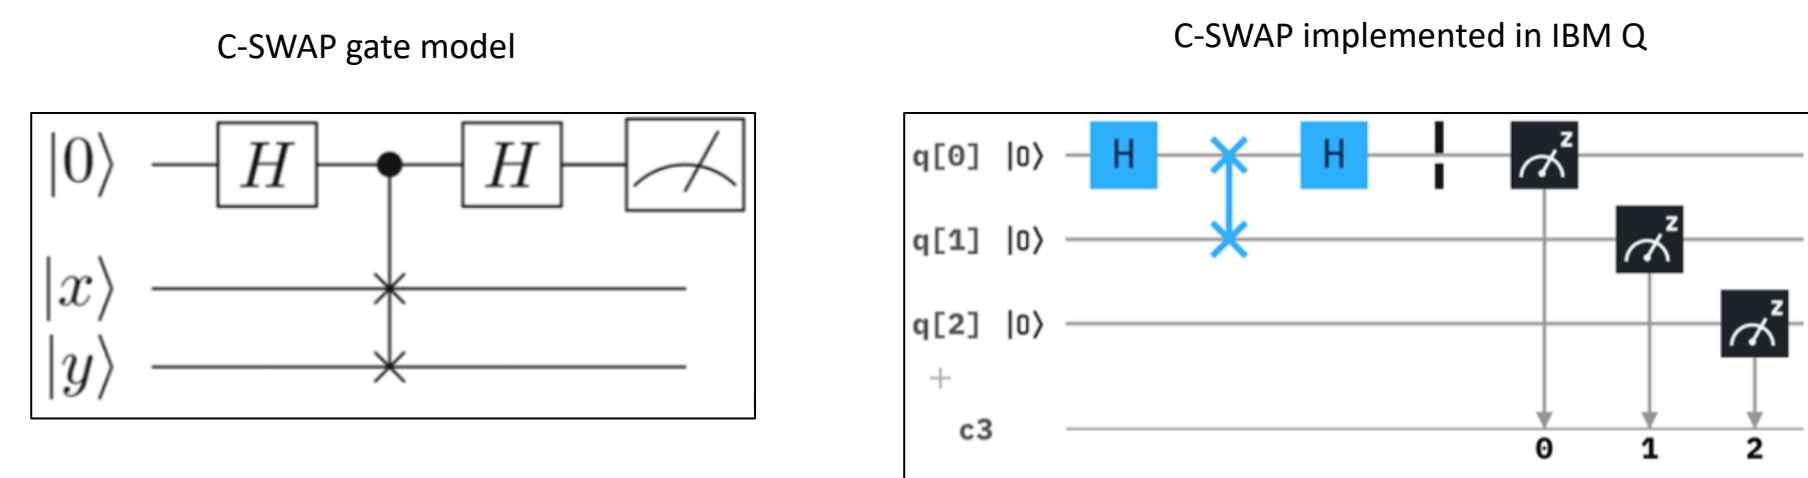 C-SWAP gate model
|0⟩ H H
|x⟩
|y⟩
C-SWAP implemented in IBM Q
q[0] |0⟩ H H z
q[1] |0⟩ z
q[2] |0⟩ z
+
c3
0 1 2